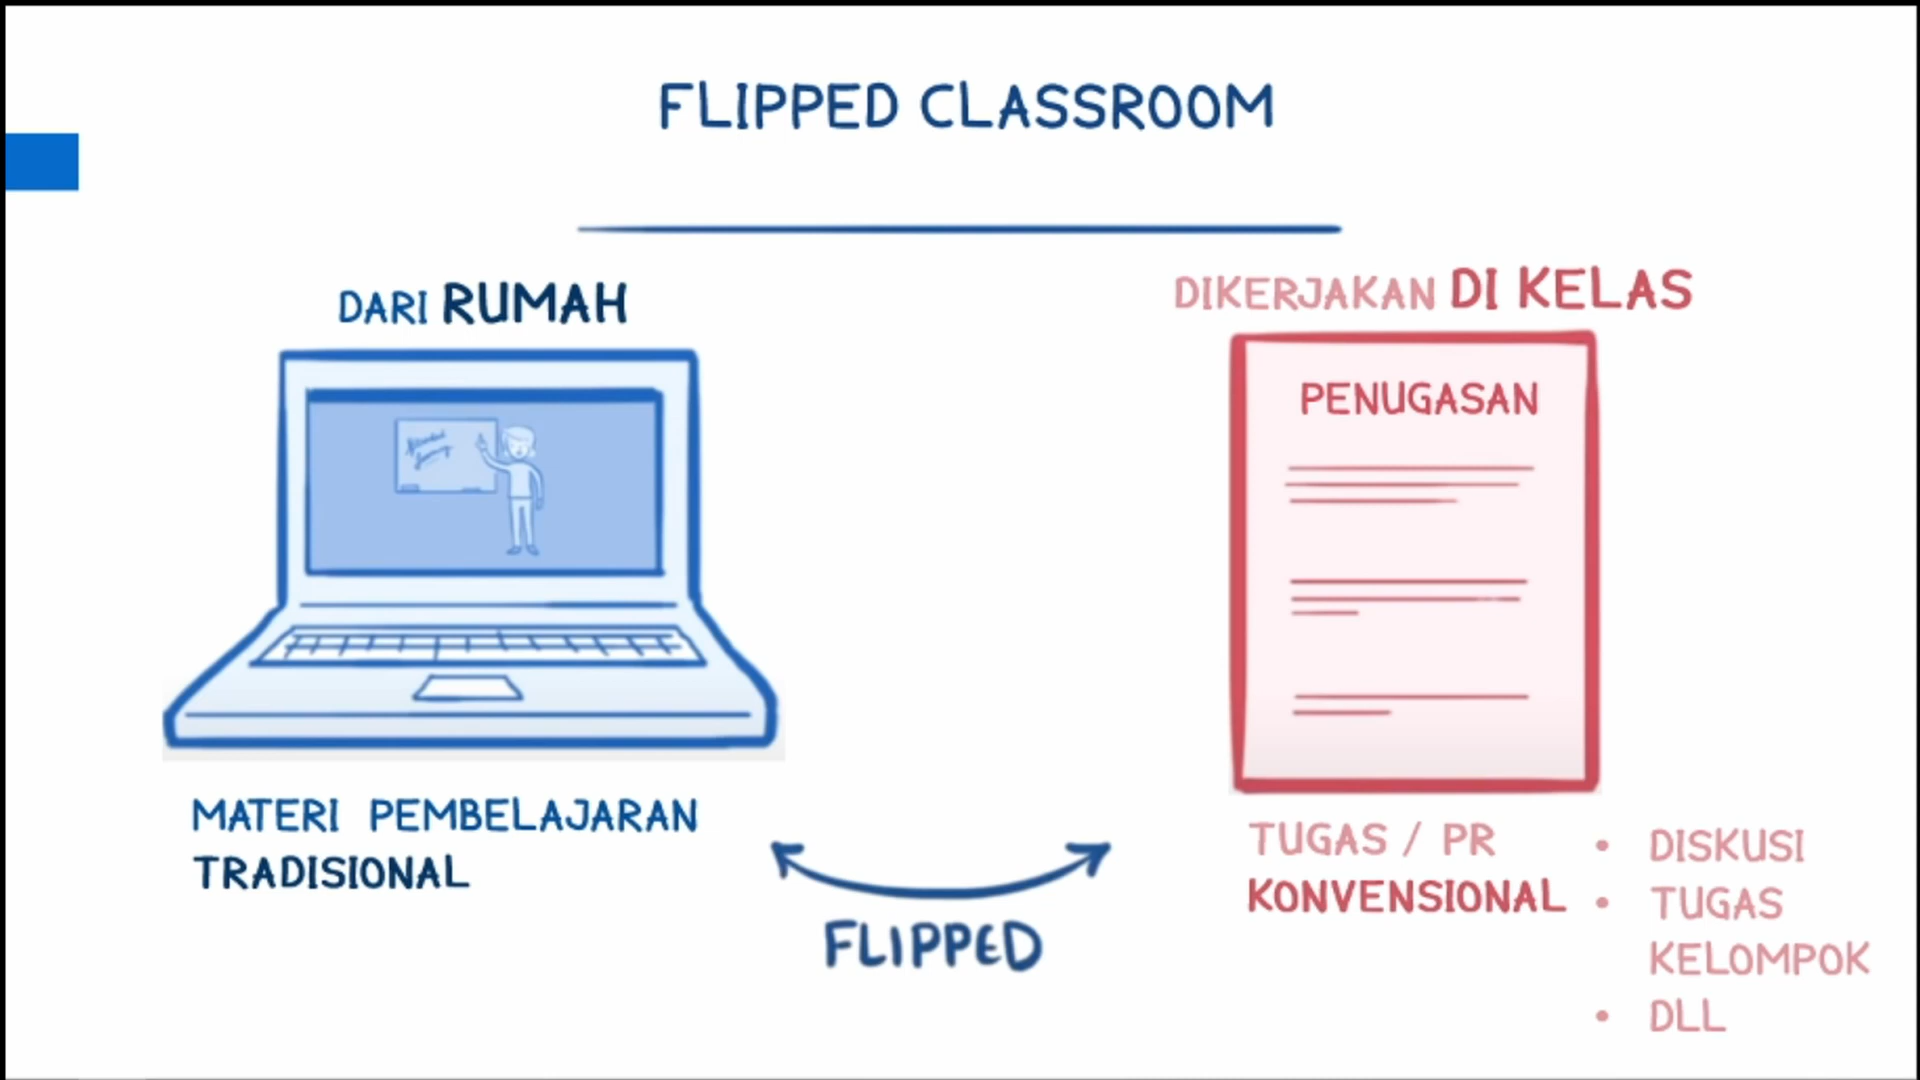 FLIPPED CLASSROOM
DARI RUMAH
MATERI PEMBELAJARAN
TRADISIONAL
FLIPPED
DIKERJAKAN DI KELAS
PENUGASAN
TUGAS / PR
KONVENSIONAL
• DISKUSI
• TUGAS
KELOMPOK
• DLL